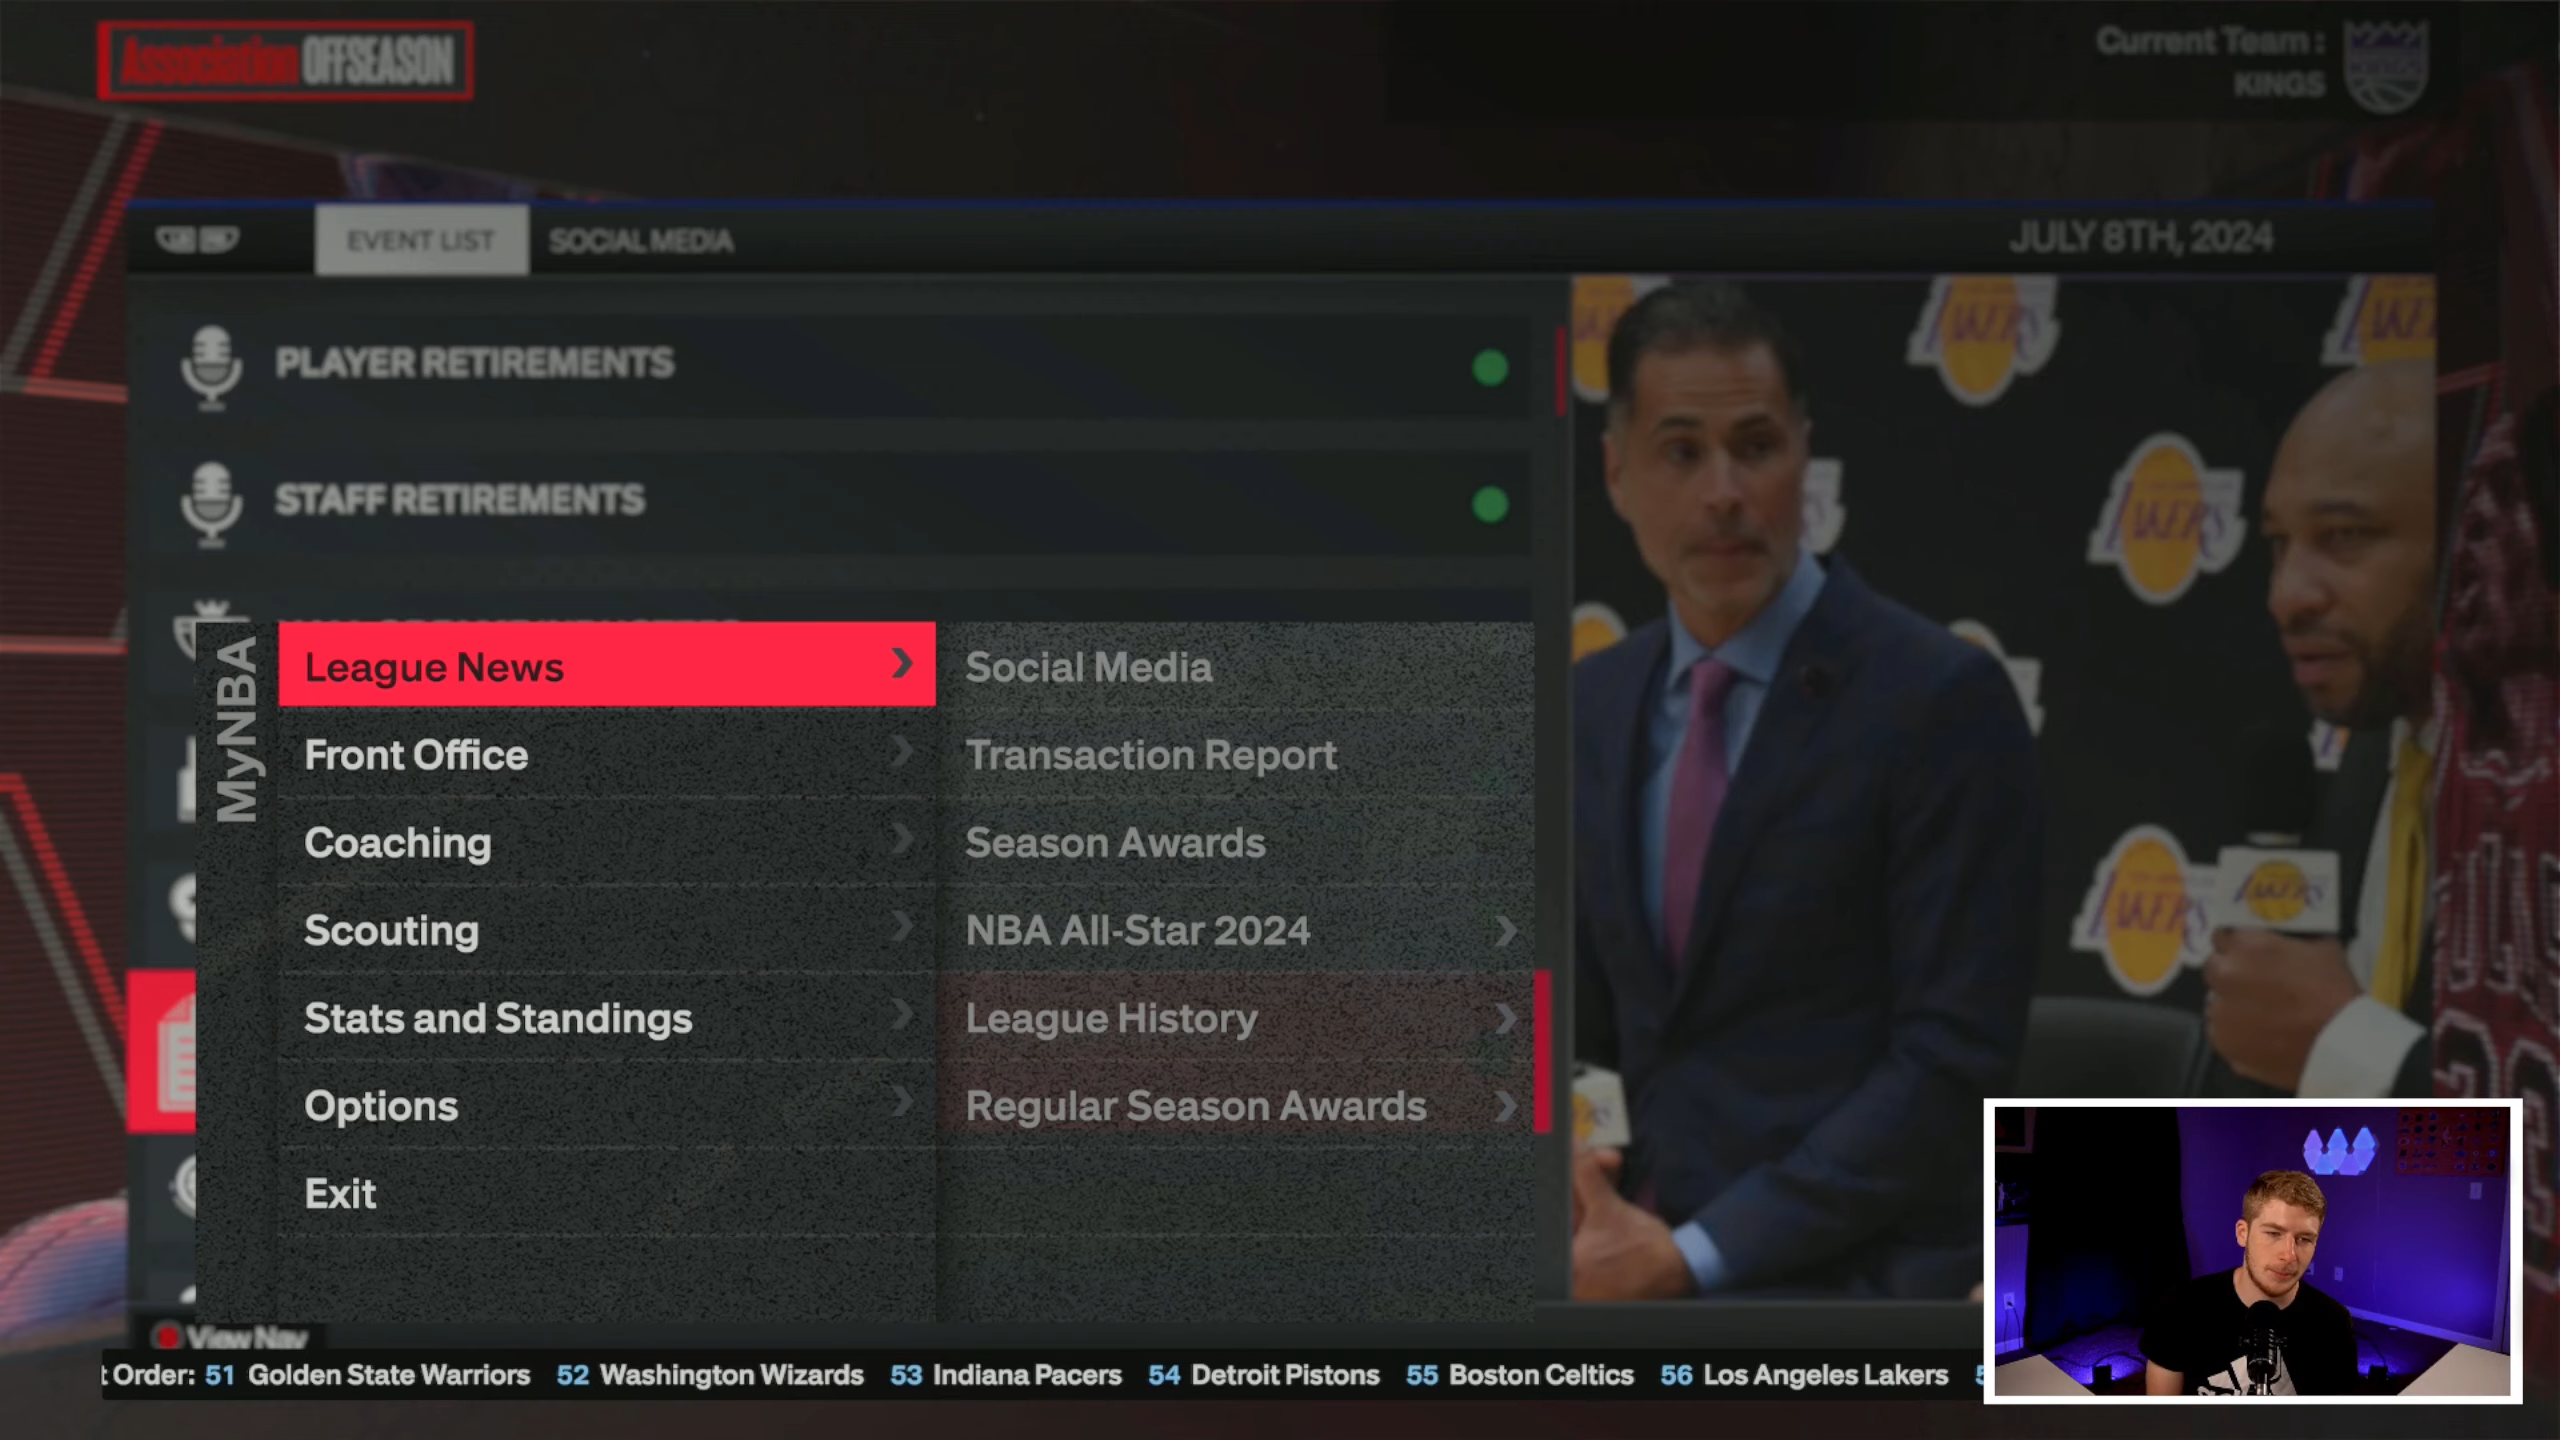 Association OFFSEASON
Current Team :
KINGS
EVENT LIST
SOCIAL MEDIA
JULY 8TH, 2024
PLAYER RETIREMENTS
STAFF RETIREMENTS
MyNBA
League News
Front Office
Coaching
Scouting
Stats and Standings
Options
Exit
Social Media
Transaction Report
Season Awards
NBA All-Star 2024
League History
Regular Season Awards
View Nav
t Order: 51 Golden State Warriors 52 Washington Wizards 53 Indiana Pacers 54 Detroit Pistons 55 Boston Celtics 56 Los Angeles Lakers